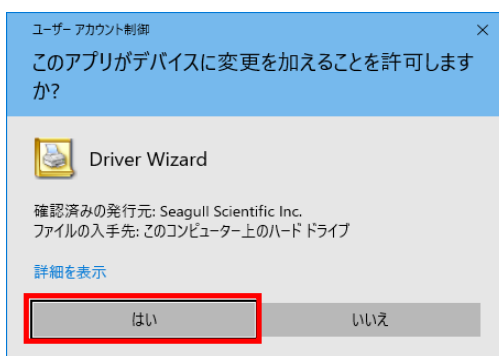 ユーザー アカウント制御
×
このアプリがデバイスに変更を加えることを許可します
か?
Driver Wizard
確認済みの発行元: Seagull Scientific Inc.
ファイルの入手先: このコンピューター上のハード ドライブ
詳細を表示
はい いいえ